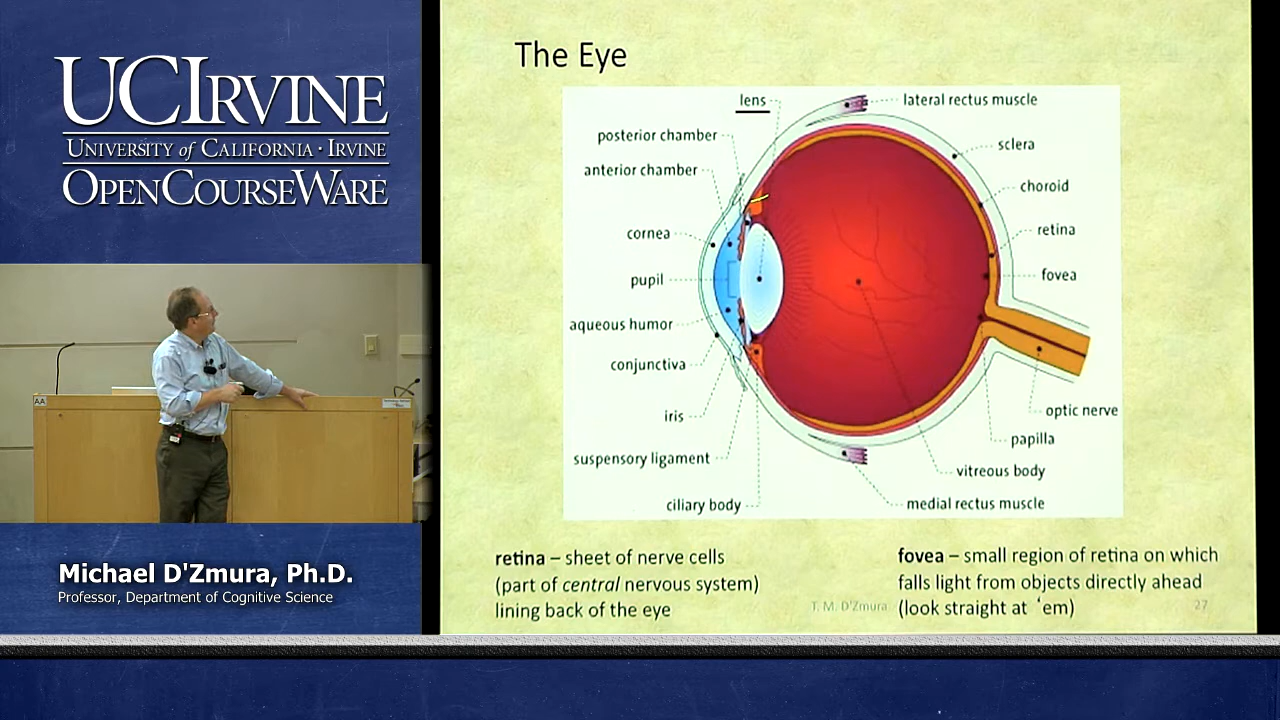 UCIRVINE
UNIVERSITY of CALIFORNIA · IRVINE
OPENCOURSEWARE
AA
Michael D'Zmura, Ph.D.
Professor, Department of Cognitive Science
The Eye
lens
lateral rectus muscle
posterior chamber
sclera
anterior chamber
choroid
cornea
retina
pupil
fovea
aqueous humor
conjunctiva
iris
optic nerve
papilla
suspensory ligament
vitreous body
ciliary body
medial rectus muscle
retina – sheet of nerve cells
(part of central nervous system)
lining back of the eye
fovea – small region of retina on which
falls light from objects directly ahead
(look straight at ‘em)
T. M. D'Zmura
27